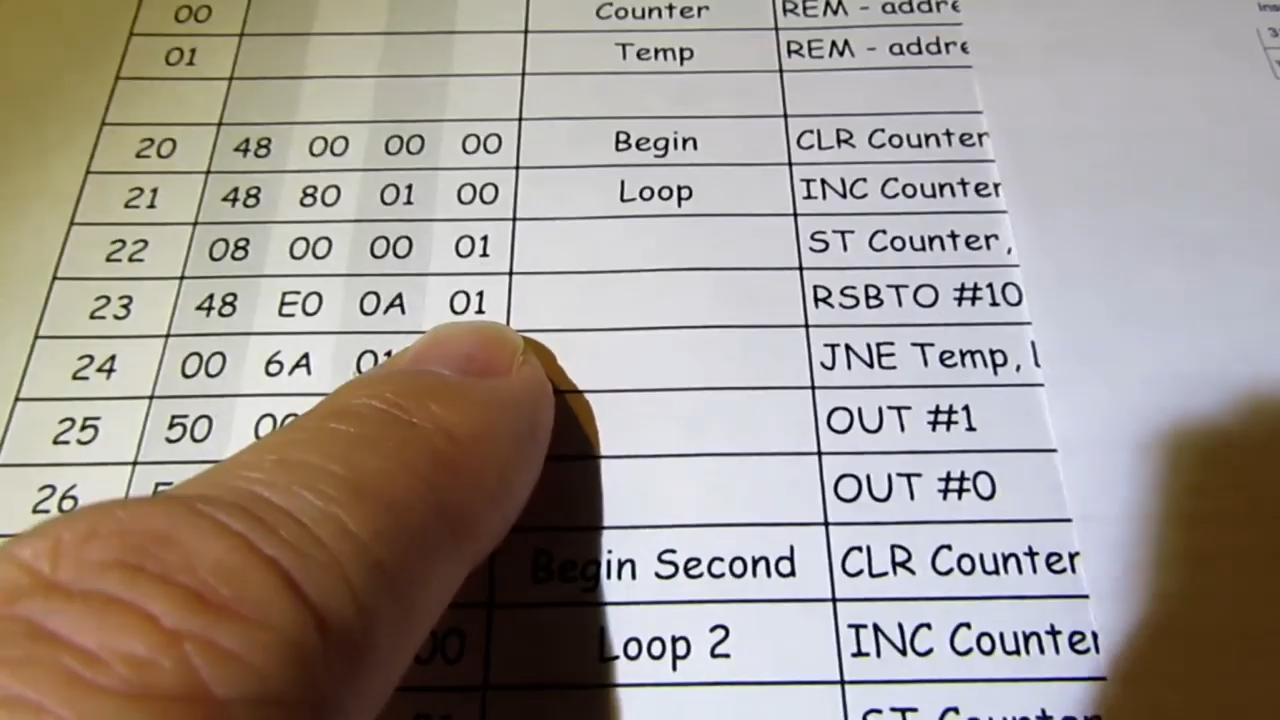 00 Counter REM - addre
01 Temp REM - addre
20 48 00 00 00 Begin CLR Counter
21 48 80 01 00 Loop INC Counter
22 08 00 00 01 ST Counter,
23 48 E0 0A 01 RSBTO #10
24 00 6A 01 JNE Temp, l
25 50 00 OUT #1
26 OUT #0
Begin Second CLR Counter
00 Loop 2 INC Counter
ST Counter